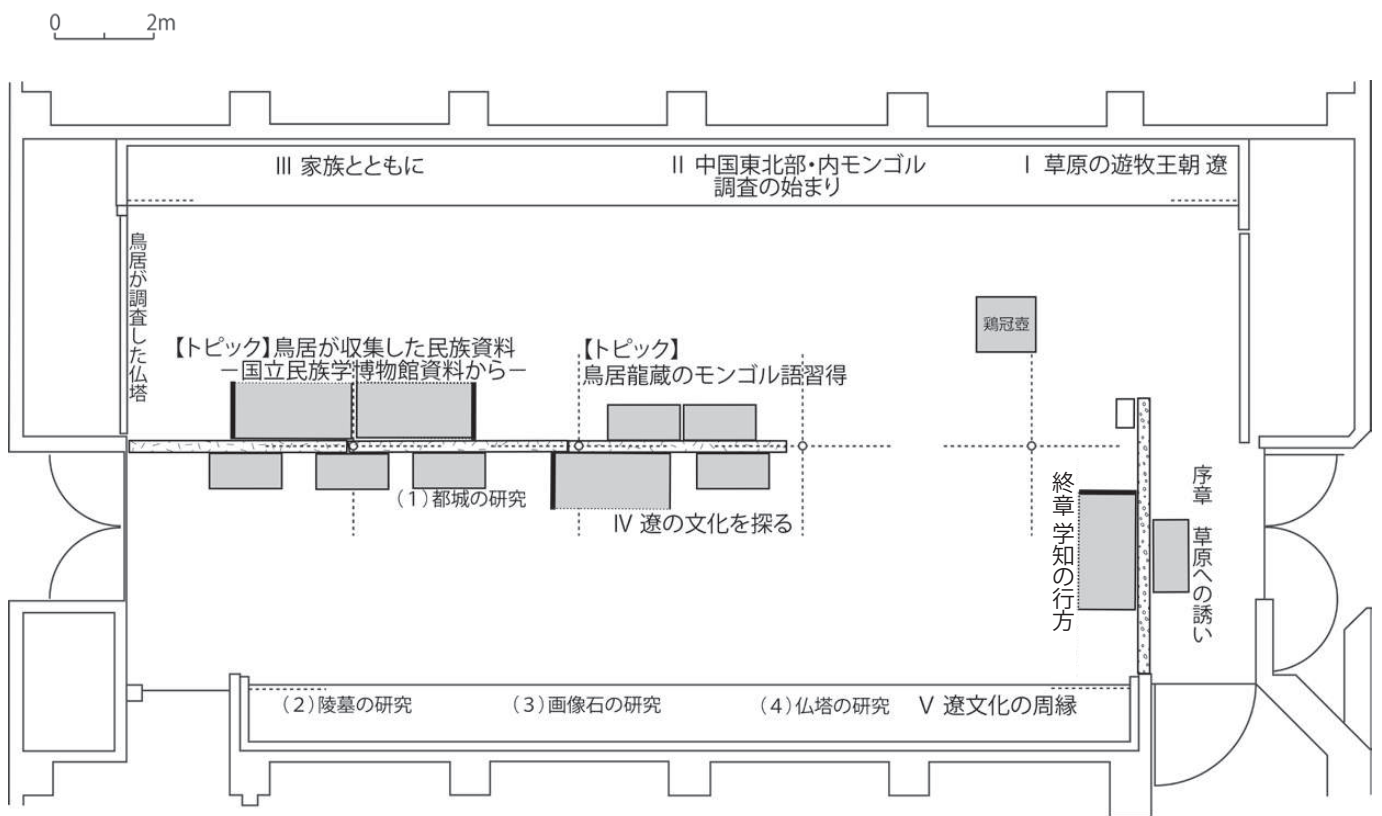 0 2m
Ⅲ 家族とともに
Ⅱ 中国東北部・内モンゴル
調査の始まり
Ⅰ 草原の遊牧王朝 遼
鳥居が調査した仏塔
鶏冠壺
【トピック】鳥居が収集した民族資料
－国立民族学博物館資料から－
【トピック】
鳥居龍蔵のモンゴル語習得
（1）都城の研究
Ⅳ 遼の文化を探る
終章 学知の行方
序章 草原への誘い
（2）陵墓の研究
（3）画像石の研究
（4）仏塔の研究
Ⅴ 遼文化の周縁